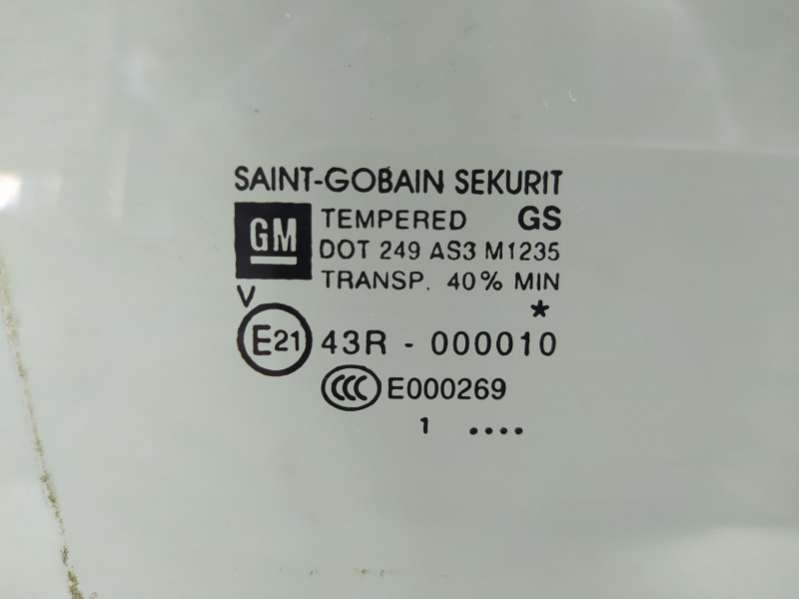 SAINT-GOBAIN SEKURIT
GM
TEMPERED GS
DOT 249 AS3 M1235
TRANSP. 40% MIN
V *
E21 43R - 000010
CCC E000269
1 ....